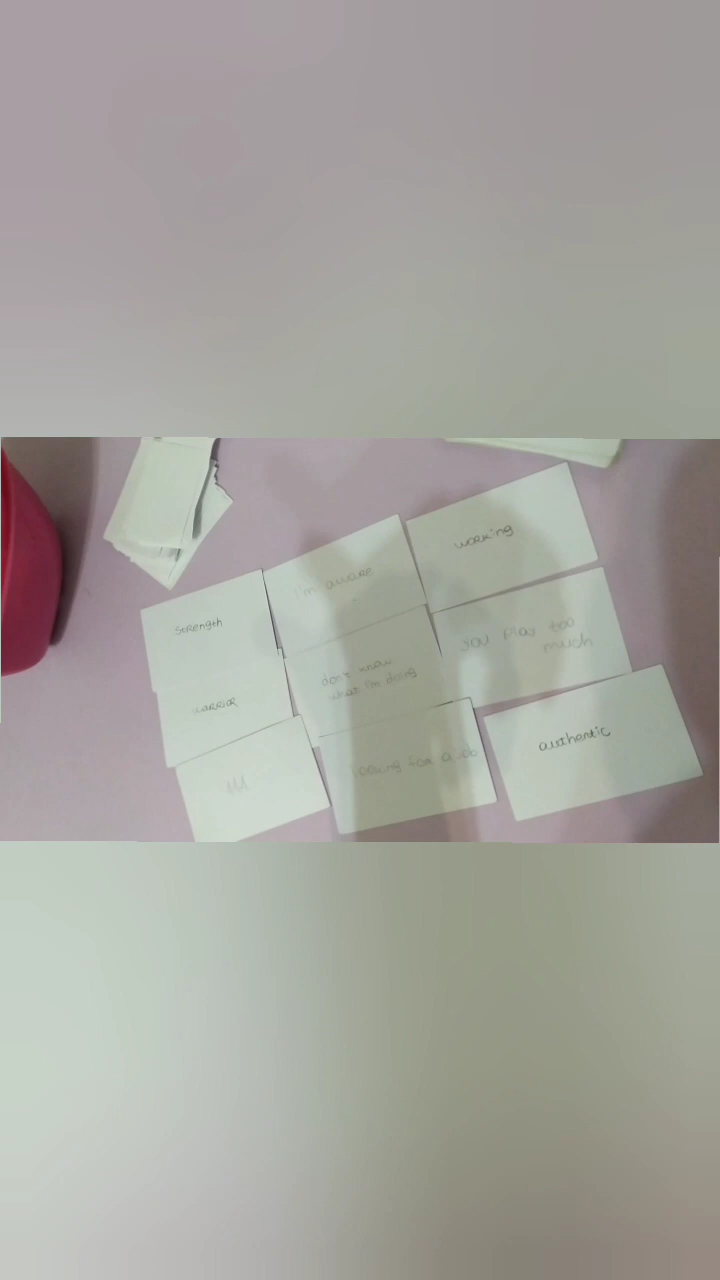 Strength
I'm aware
working
warrior
don't know
what I'm doing
you play too
much
looking for a job
authentic